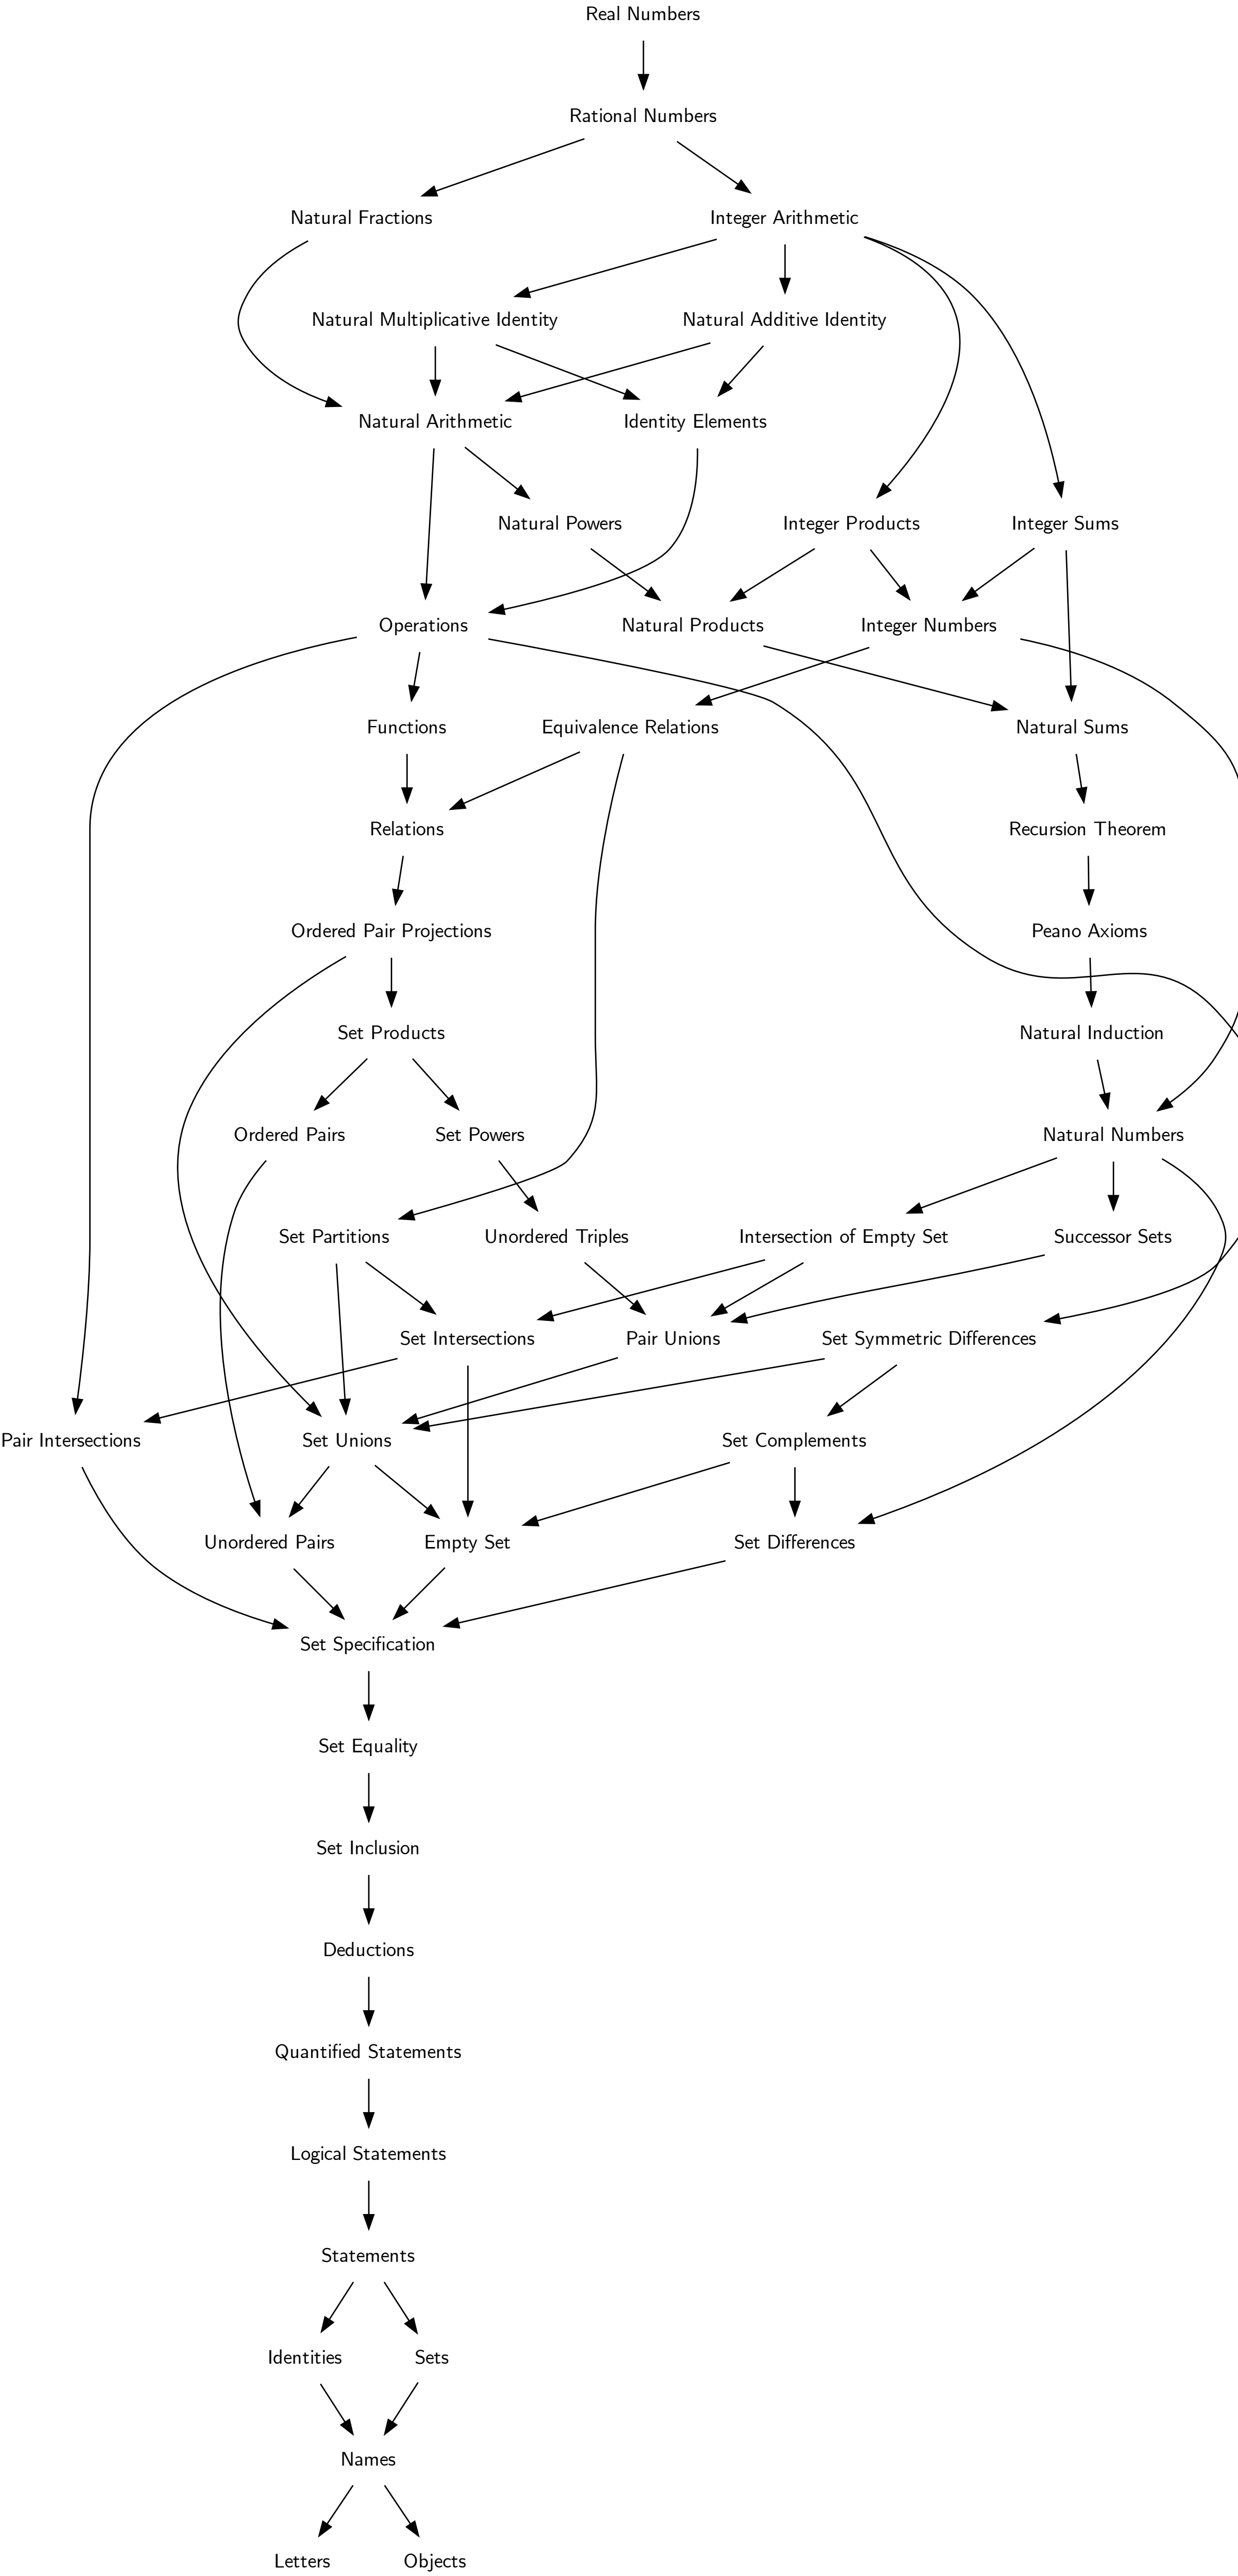 Real Numbers
Rational Numbers
Natural Fractions
Integer Arithmetic
Natural Multiplicative Identity
Natural Additive Identity
Natural Arithmetic
Identity Elements
Natural Powers
Integer Products
Integer Sums
Operations
Natural Products
Integer Numbers
Functions
Equivalence Relations
Natural Sums
Relations
Recursion Theorem
Ordered Pair Projections
Peano Axioms
Set Products
Natural Induction
Ordered Pairs
Set Powers
Natural Numbers
Set Partitions
Unordered Triples
Intersection of Empty Set
Successor Sets
Set Intersections
Pair Unions
Set Symmetric Differences
Pair Intersections
Set Unions
Set Complements
Unordered Pairs
Empty Set
Set Differences
Set Specification
Set Equality
Set Inclusion
Deductions
Quantified Statements
Logical Statements
Statements
Identities
Sets
Names
Letters
Objects